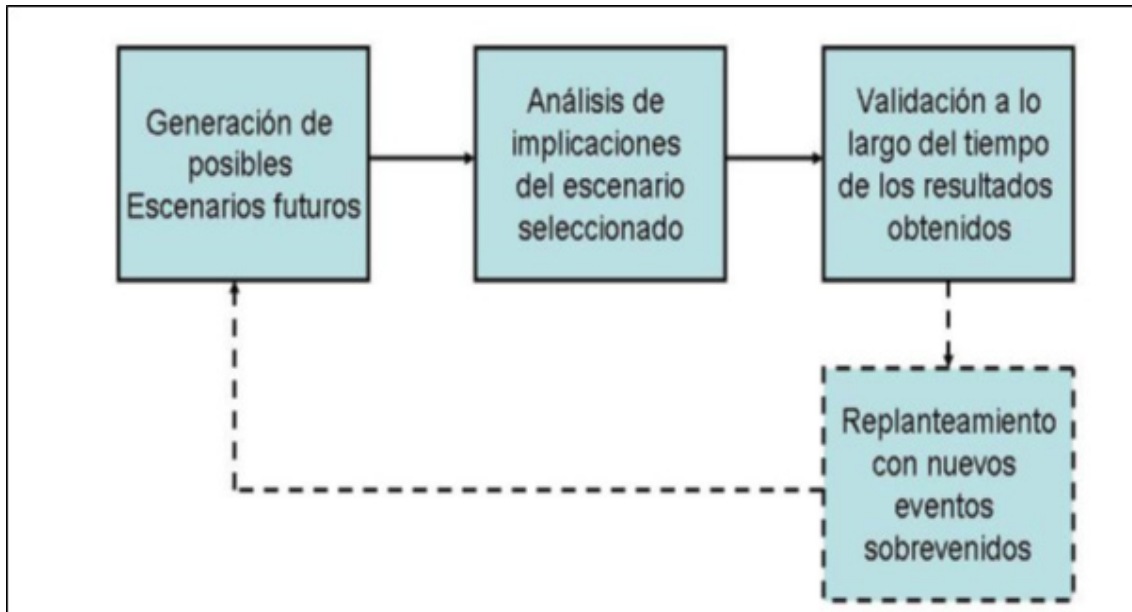 Generación de
posibles
Escenarios futuros
Análisis de
implicaciones
del escenario
seleccionado
Validación a lo
largo del tiempo
de los resultados
obtenidos
Replanteamiento
con nuevos
eventos
sobrevenidos